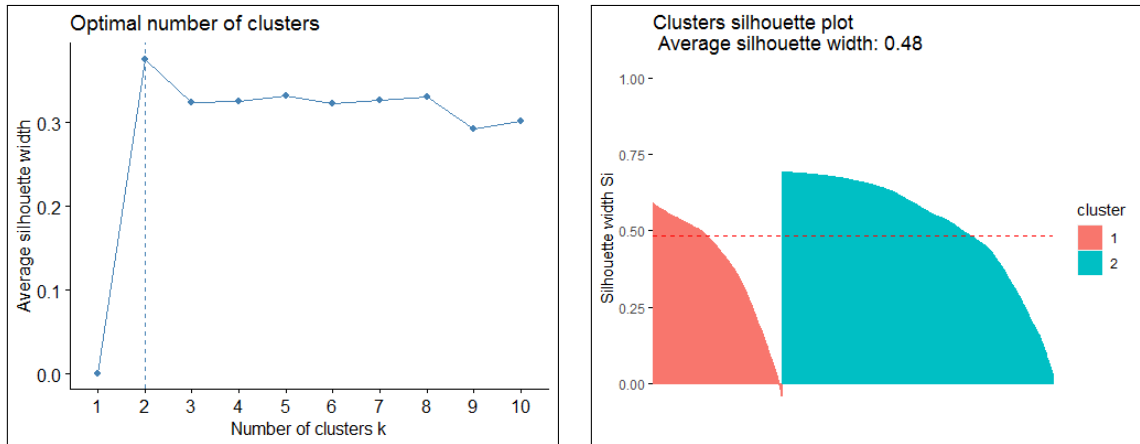 Optimal number of clusters
Average silhouette width
0.3
0.2
0.1
0.0
1 2 3 4 5 6 7 8 9 10
Number of clusters k
Clusters silhouette plot
Average silhouette width: 0.48
Silhouette width Si
1.00
0.75
0.50
0.25
0.00
cluster
1
2